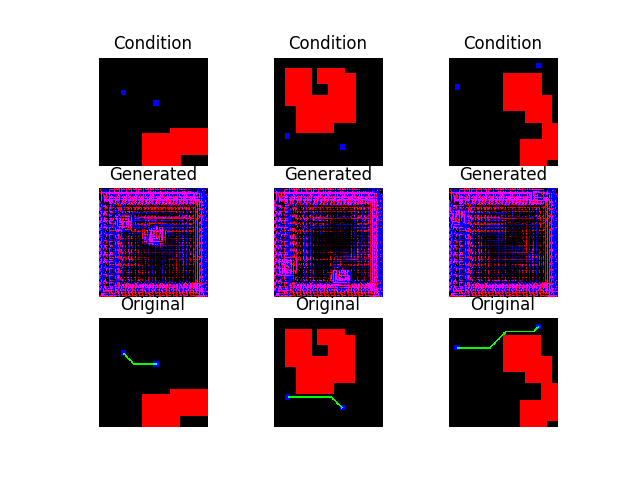 Condition
Condition
Condition
Generated
Generated
Generated
Original
Original
Original